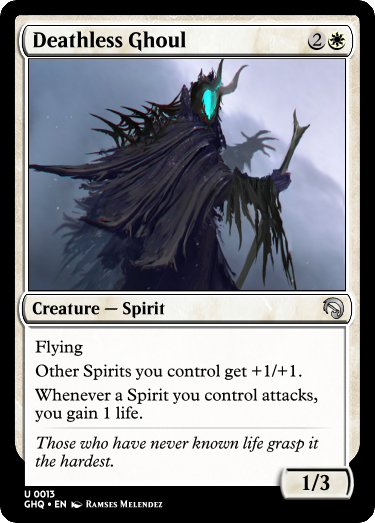 Deathless Ghoul 2
Creature — Spirit
Flying
Other Spirits you control get +1/+1.
Whenever a Spirit you control attacks,
you gain 1 life.
Those who have never known life grasp it
the hardest.
1/3
U 0013
GHQ • EN Ramses Melendez